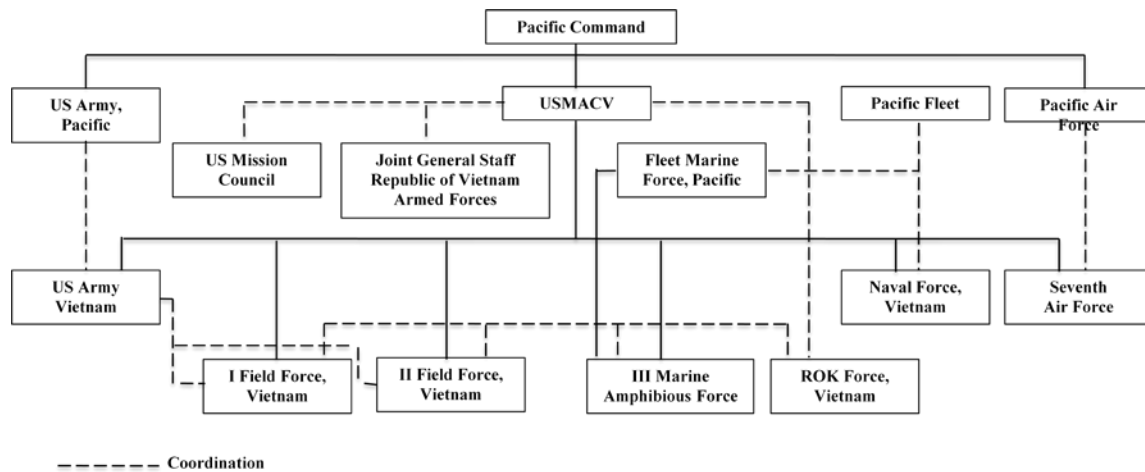 Pacific Command
US Army,
Pacific
USMACV
Pacific Fleet
Pacific Air
Force
US Mission
Council
Joint General Staff
Republic of Vietnam
Armed Forces
Fleet Marine
Force, Pacific
US Army
Vietnam
Naval Force,
Vietnam
Seventh
Air Force
I Field Force,
Vietnam
II Field Force,
Vietnam
III Marine
Amphibious Force
ROK Force,
Vietnam
Coordination